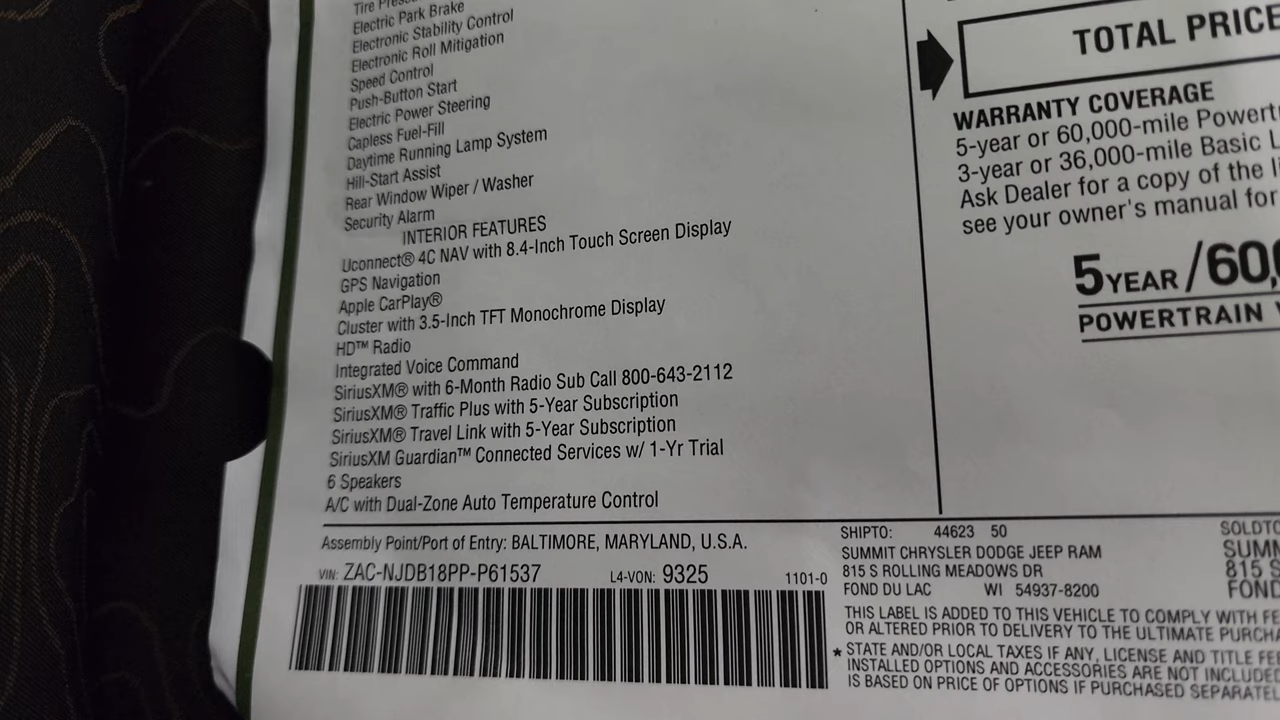 Electric Park Brake
Electronic Stability Control
Electronic Roll Mitigation
Speed Control
Push-Button Start
Electric Power Steering
Capless Fuel-Fill
Daytime Running Lamp System
Hill-Start Assist
Rear Window Wiper / Washer
Security Alarm
INTERIOR FEATURES
Uconnect® 4C NAV with 8.4-Inch Touch Screen Display
GPS Navigation
Apple CarPlay®
Cluster with 3.5-Inch TFT Monochrome Display
HD™ Radio
Integrated Voice Command
SiriusXM® with 6-Month Radio Sub Call 800-643-2112
SiriusXM® Traffic Plus with 5-Year Subscription
SiriusXM® Travel Link with 5-Year Subscription
SiriusXM Guardian™ Connected Services w/ 1-Yr Trial
6 Speakers
A/C with Dual-Zone Auto Temperature Control
Assembly Point/Port of Entry: BALTIMORE, MARYLAND, U.S.A.
VIN: ZAC-NJDB18PP-P61537 L4-VON: 9325 1101-0
TOTAL PRICE
WARRANTY COVERAGE
5-year or 60,000-mile
3-year or 36,000-mile Basic
Ask Dealer for a copy of the
see your owner's manual for
5 YEAR /60,
POWERTRAIN
SHIPTO: 44623 50
SUMMIT CHRYSLER DODGE JEEP RAM
815 S ROLLING MEADOWS DR
FOND DU LAC WI 54937-8200
815
FOND
THIS LABEL IS ADDED TO THIS VEHICLE TO COMPLY WITH
OR ALTERED PRIOR TO DELIVERY TO THE ULTIMATE
* STATE AND/OR LOCAL TAXES IF ANY, LICENSE AND TITLE
INSTALLED OPTIONS AND ACCESSORIES ARE NOT INCLUDED
IS BASED ON PRICE OF OPTIONS IF PURCHASED